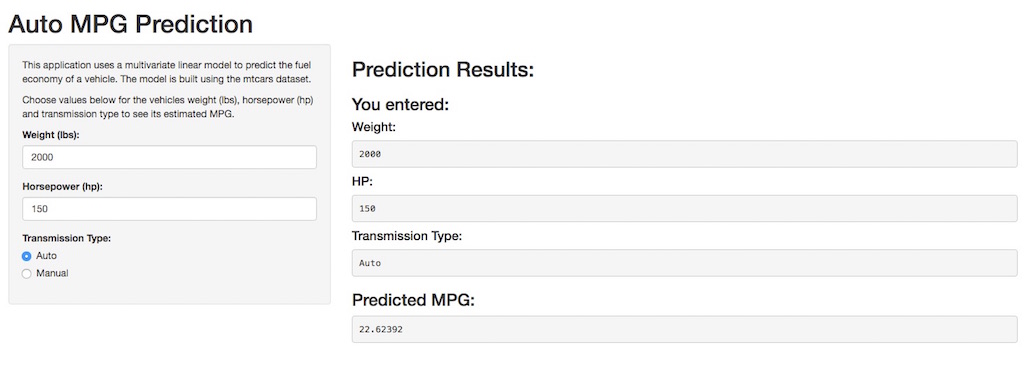 Auto MPG Prediction
This application uses a multivariate linear model to predict the fuel
economy of a vehicle. The model is built using the mtcars dataset.
Choose values below for the vehicles weight (lbs), horsepower (hp)
and transmission type to see its estimated MPG.
Weight (lbs):
2000
Horsepower (hp):
150
Transmission Type:
Auto
Manual
Prediction Results:
You entered:
Weight:
2000
HP:
150
Transmission Type:
Auto
Predicted MPG:
22.62392